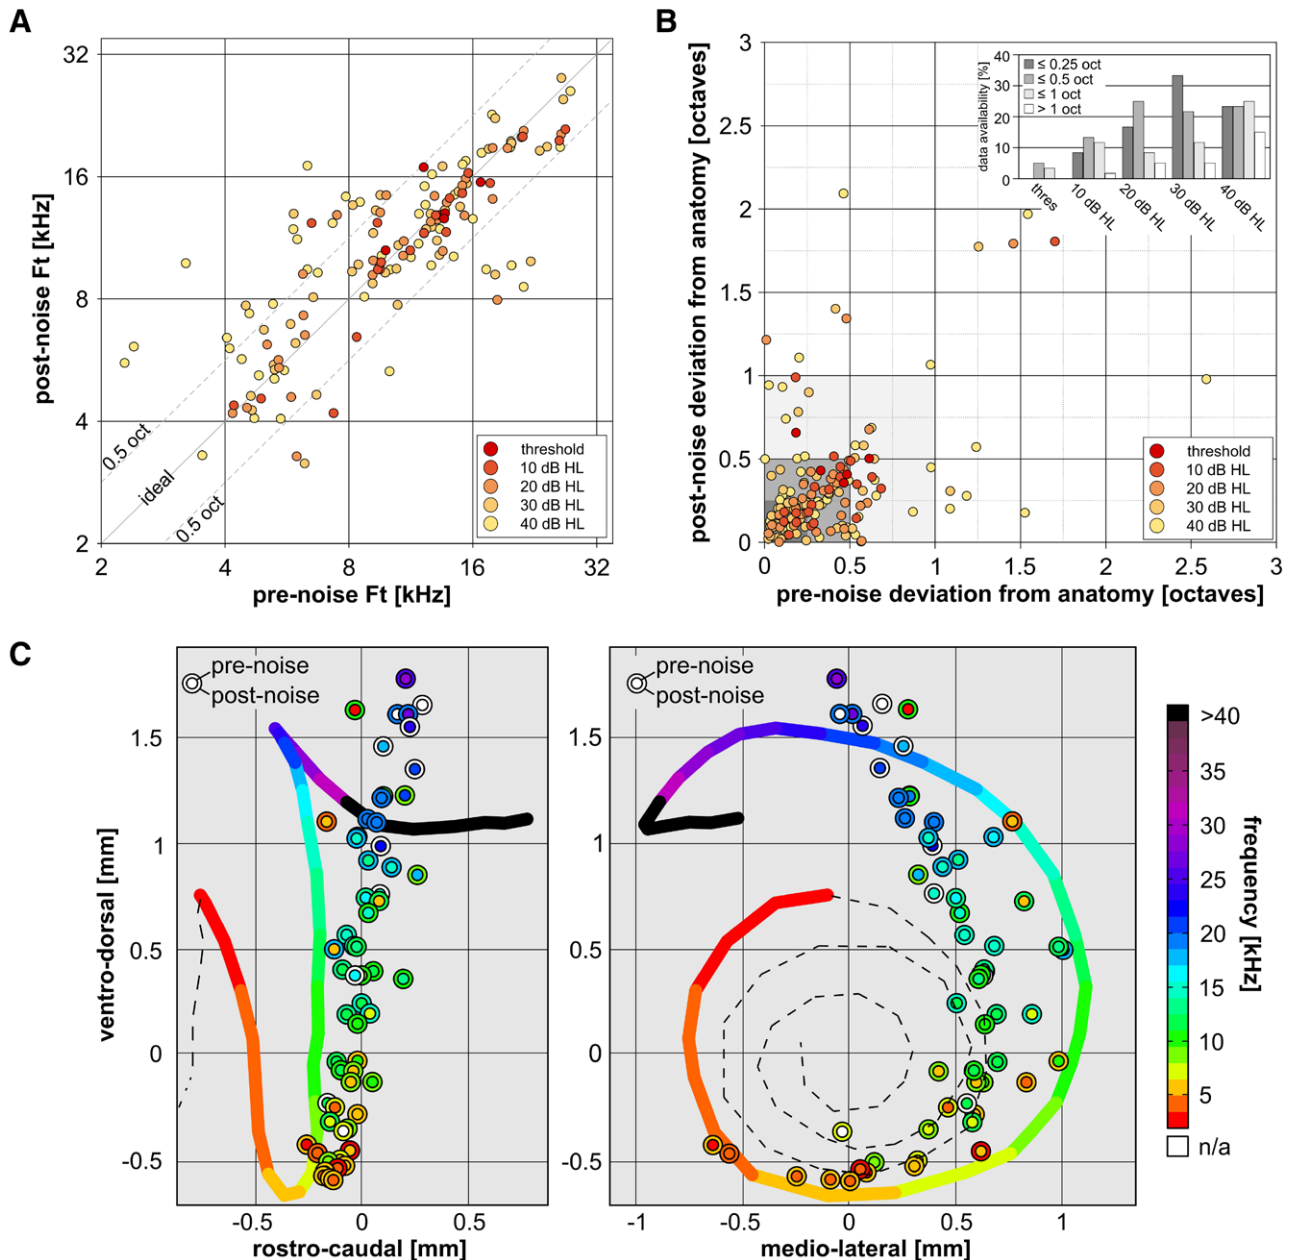 A
post-noise Ft [kHz]
32
16
8
4
2
0.5 oct
ideal
0.5 oct
threshold
10 dB HL
20 dB HL
30 dB HL
40 dB HL
2 4 8 16 32
pre-noise Ft [kHz]
B
post-noise deviation from anatomy [octaves]
3
2.5
2
1.5
1
0.5
0
data availability [%]
40
30
20
10
0
≤ 0.25 oct
≤ 0.5 oct
≤ 1 oct
> 1 oct
thres
10 dB HL
20 dB HL
30 dB HL
40 dB HL
threshold
10 dB HL
20 dB HL
30 dB HL
40 dB HL
0 0.5 1 1.5 2 2.5 3
pre-noise deviation from anatomy [octaves]
C
ventro-dorsal [mm]
pre-noise
post-noise
1.5
1
0.5
0
-0.5
-0.5 0 0.5
rostro-caudal [mm]
pre-noise
post-noise
1.5
1
0.5
0
-0.5
-1 -0.5 0 0.5 1
medio-lateral [mm]
>40
35
30
25
20
15
10
5
n/a
frequency [kHz]